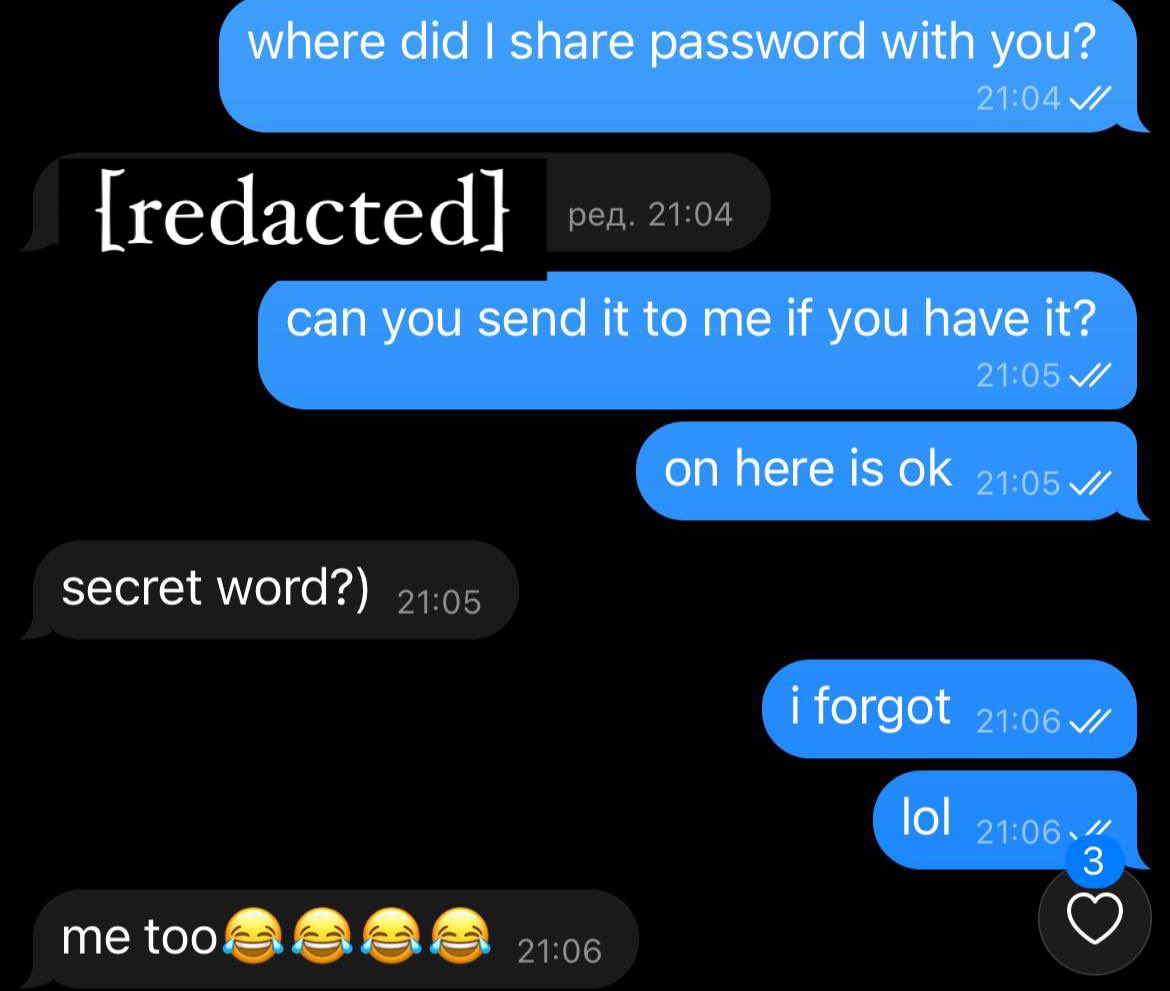 where did I share password with you?
21:04
[redacted]
ред. 21:04
can you send it to me if you have it?
21:05
on here is ok 21:05
secret word?) 21:05
i forgot 21:06
lol 21:06
3
me too😂😂😂😂 21:06